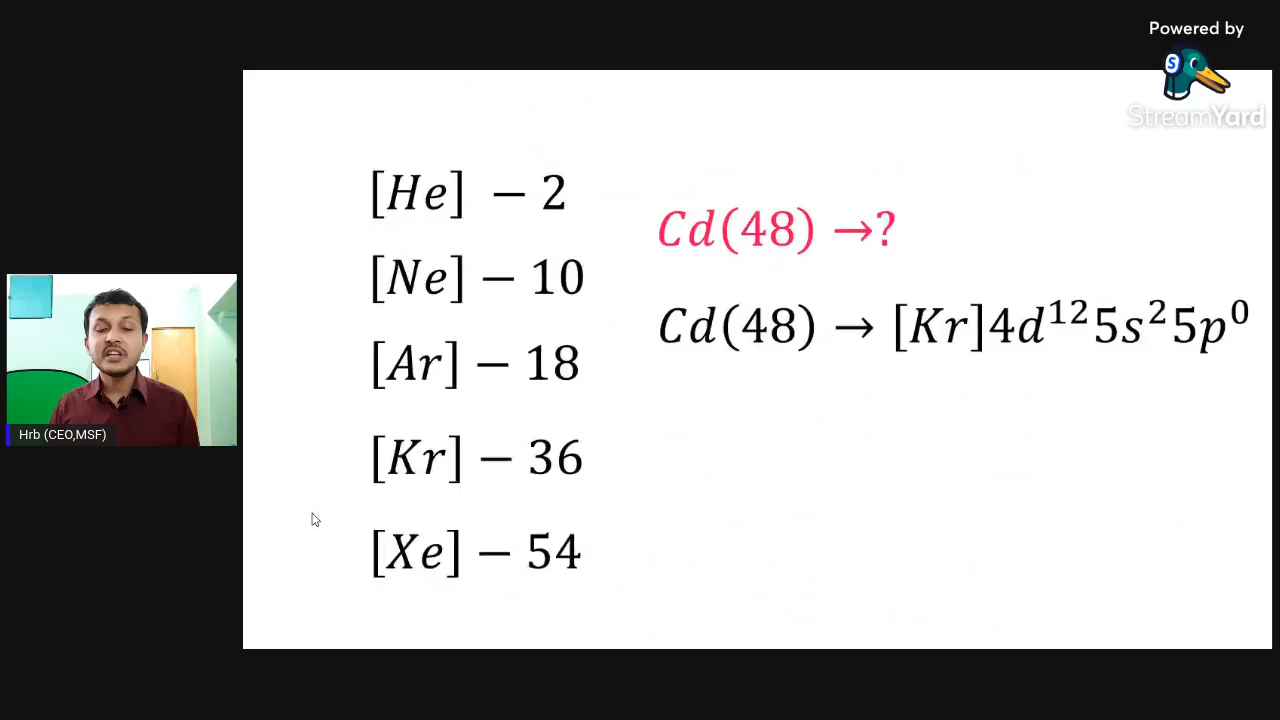 Powered by
StreamYard
[He] – 2
[Ne] – 10
[Ar] – 18
[Kr] – 36
[Xe] – 54
Cd(48) →?
Cd(48) → [Kr]4d¹²5s²5p⁰
Hrb (CEO,MSF)